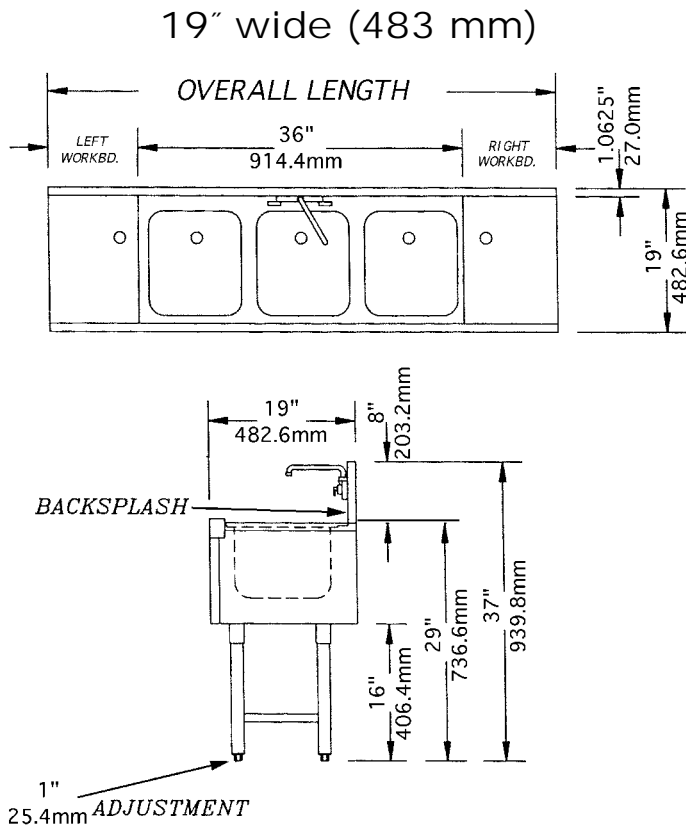 19″ wide (483 mm)
OVERALL LENGTH
LEFT
WORKBD.
36"
914.4mm
RIGHT
WORKBD.
1.0625"
27.0mm
19"
482.6mm
19"
482.6mm
8"
203.2mm
BACKSPLASH
16"
406.4mm
29"
736.6mm
37"
939.8mm
1"
25.4mm
ADJUSTMENT